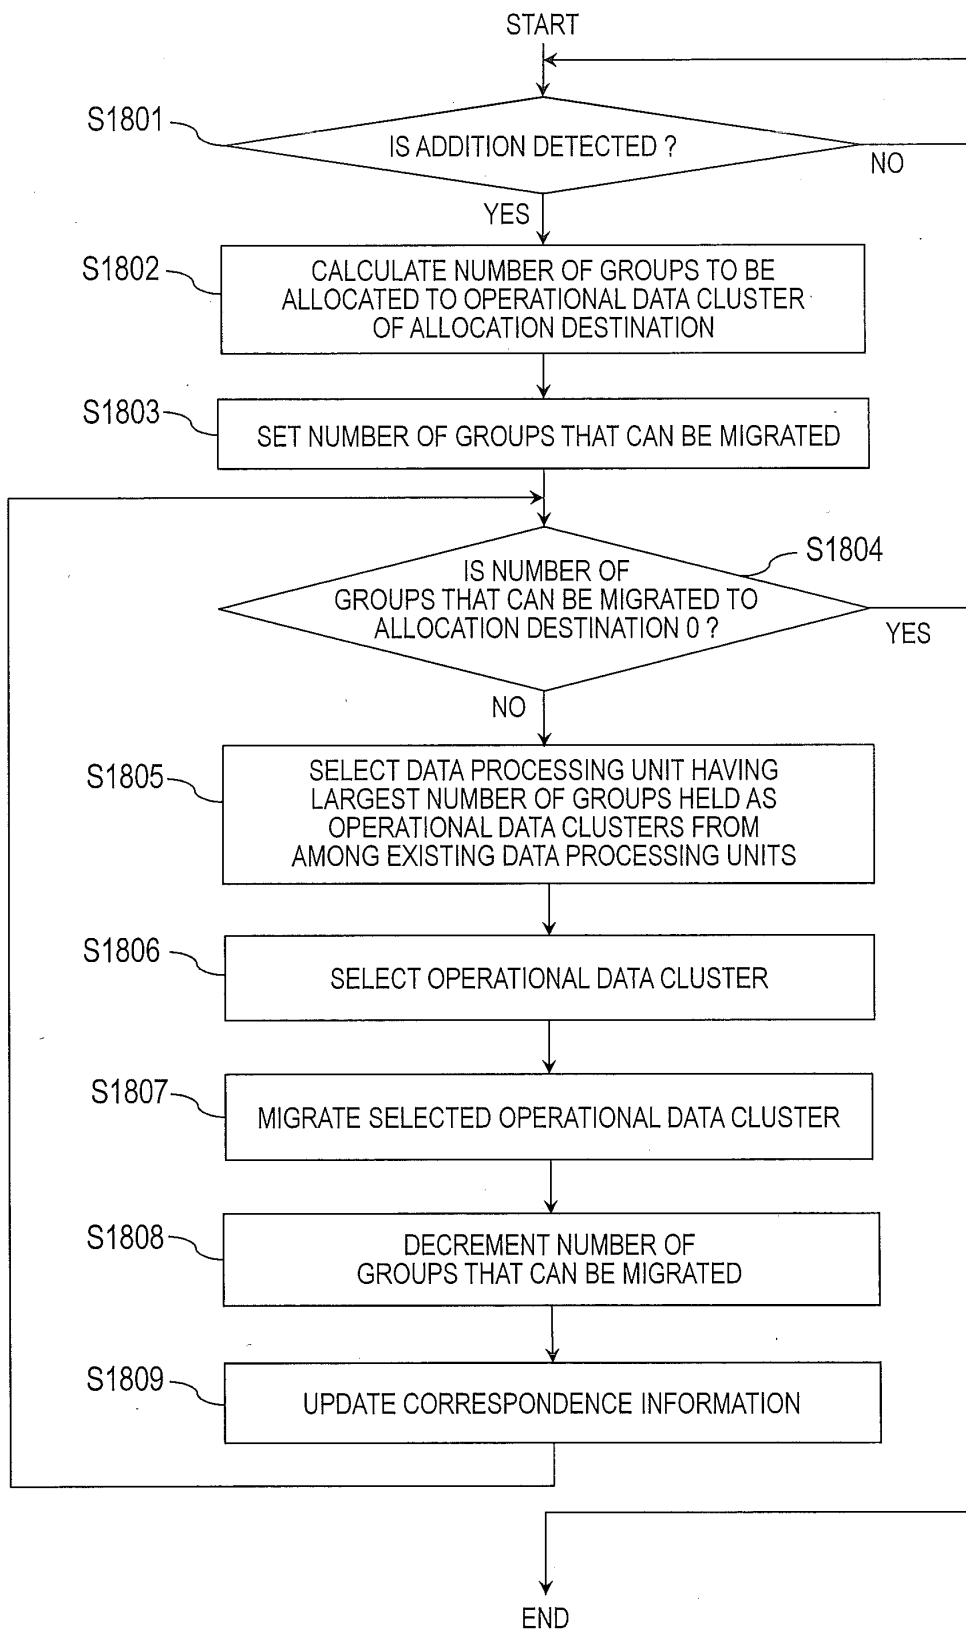 START
S1801
IS ADDITION DETECTED ?
NO
YES
S1802
CALCULATE NUMBER OF GROUPS TO BE
ALLOCATED TO OPERATIONAL DATA CLUSTER
OF ALLOCATION DESTINATION
S1803
SET NUMBER OF GROUPS THAT CAN BE MIGRATED
S1804
IS NUMBER OF
GROUPS THAT CAN BE MIGRATED TO
ALLOCATION DESTINATION 0 ?
YES
NO
S1805
SELECT DATA PROCESSING UNIT HAVING
LARGEST NUMBER OF GROUPS HELD AS
OPERATIONAL DATA CLUSTERS FROM
AMONG EXISTING DATA PROCESSING UNITS
S1806
SELECT OPERATIONAL DATA CLUSTER
S1807
MIGRATE SELECTED OPERATIONAL DATA CLUSTER
S1808
DECREMENT NUMBER OF
GROUPS THAT CAN BE MIGRATED
S1809
UPDATE CORRESPONDENCE INFORMATION
END